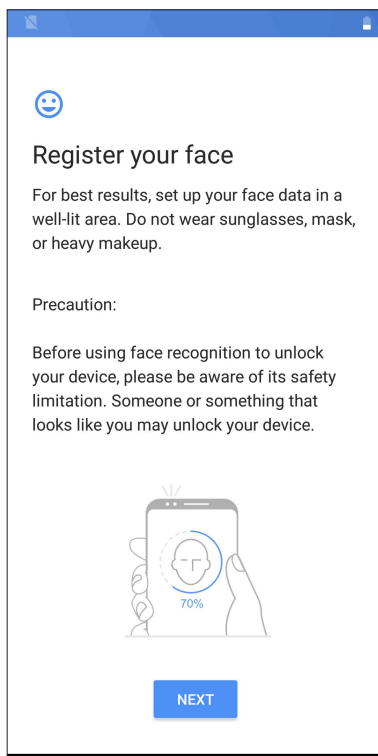 Register your face
For best results, set up your face data in a
well-lit area. Do not wear sunglasses, mask,
or heavy makeup.
Precaution:
Before using face recognition to unlock
your device, please be aware of its safety
limitation. Someone or something that
looks like you may unlock your device.
70%
NEXT